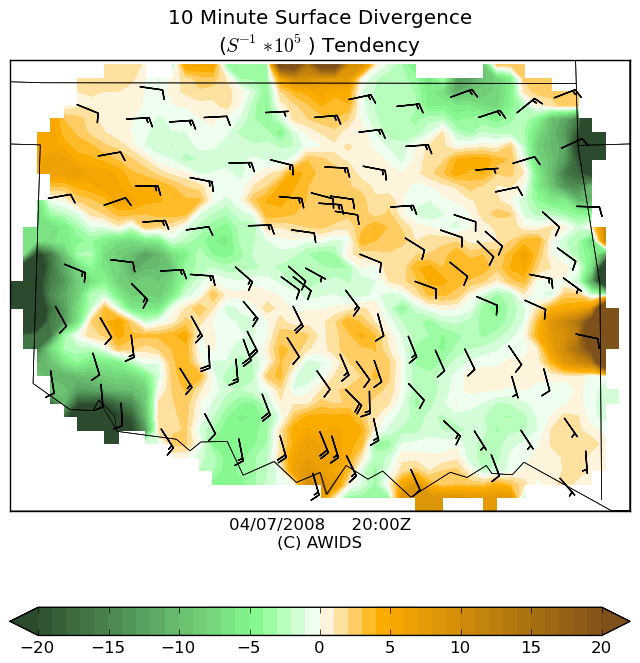 10 Minute Surface Divergence
(S⁻¹ * 10⁵ ) Tendency
04/07/2008 20:00Z
(C) AWIDS
−20 −15 −10 −5 0 5 10 15 20